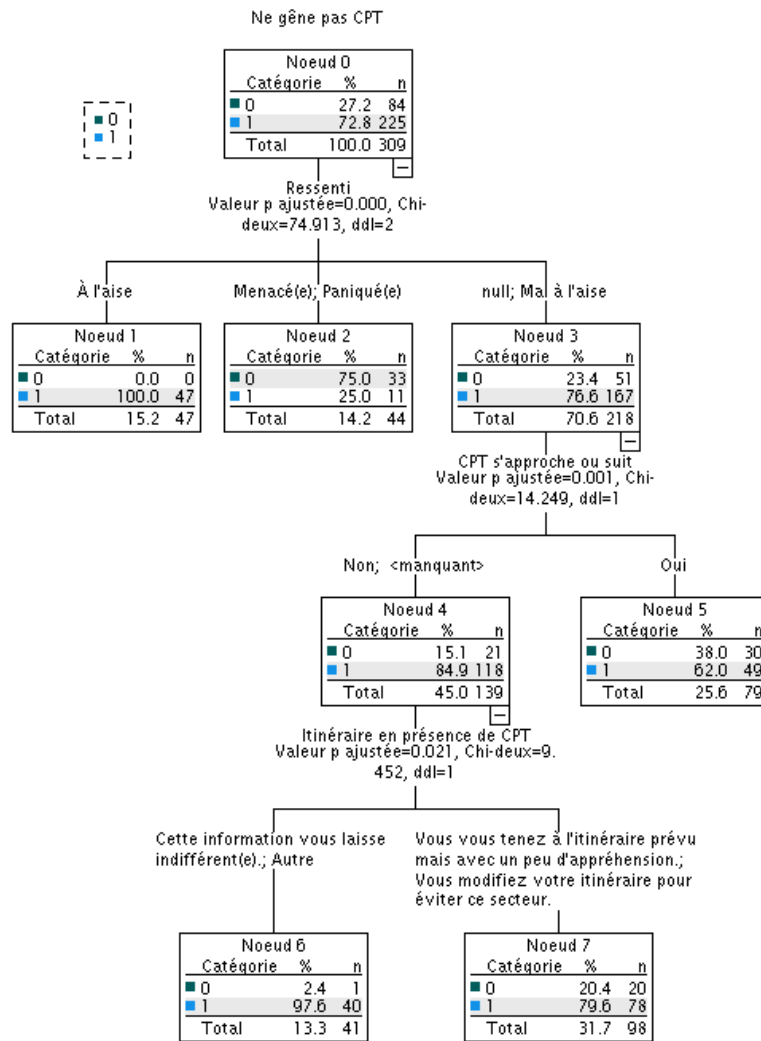 Ne gêne pas CPT
0
1
Noeud 0
Catégorie % n
0 27.2 84
1 72.8 225
Total 100.0 309
Ressenti
Valeur p ajustée=0.000, Chi-
deux=74.913, ddl=2
À l'aise
Menacé(e); Paniqué(e)
null; Mal à l'aise
Noeud 1
Catégorie % n
0 0.0 0
1 100.0 47
Total 15.2 47
Noeud 2
Catégorie % n
0 75.0 33
1 25.0 11
Total 14.2 44
Noeud 3
Catégorie % n
0 23.4 51
1 76.6 167
Total 70.6 218
CPT s'approche ou suit
Valeur p ajustée=0.001, Chi-
deux=14.249, ddl=1
Non; <manquant>
Oui
Noeud 4
Catégorie % n
0 15.1 21
1 84.9 118
Total 45.0 139
Noeud 5
Catégorie % n
0 38.0 30
1 62.0 49
Total 25.6 79
Itinéraire en présence de CPT
Valeur p ajustée=0.021, Chi-deux=9.
452, ddl=1
Cette information vous laisse
indifférent(e).; Autre
Vous vous tenez à l'itinéraire prévu
mais avec un peu d'appréhension.;
Vous modifiez votre itinéraire pour
éviter ce secteur.
Noeud 6
Catégorie % n
0 2.4 1
1 97.6 40
Total 13.3 41
Noeud 7
Catégorie % n
0 20.4 20
1 79.6 78
Total 31.7 98